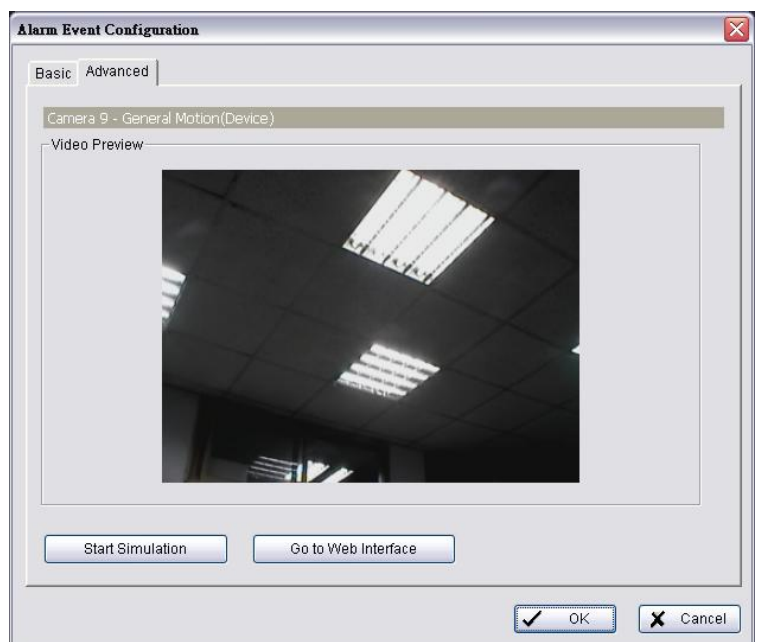 Alarm Event Configuration
Basic Advanced
Camera 9 - General Motion(Device)
Video Preview
Start Simulation Go to Web Interface
OK Cancel